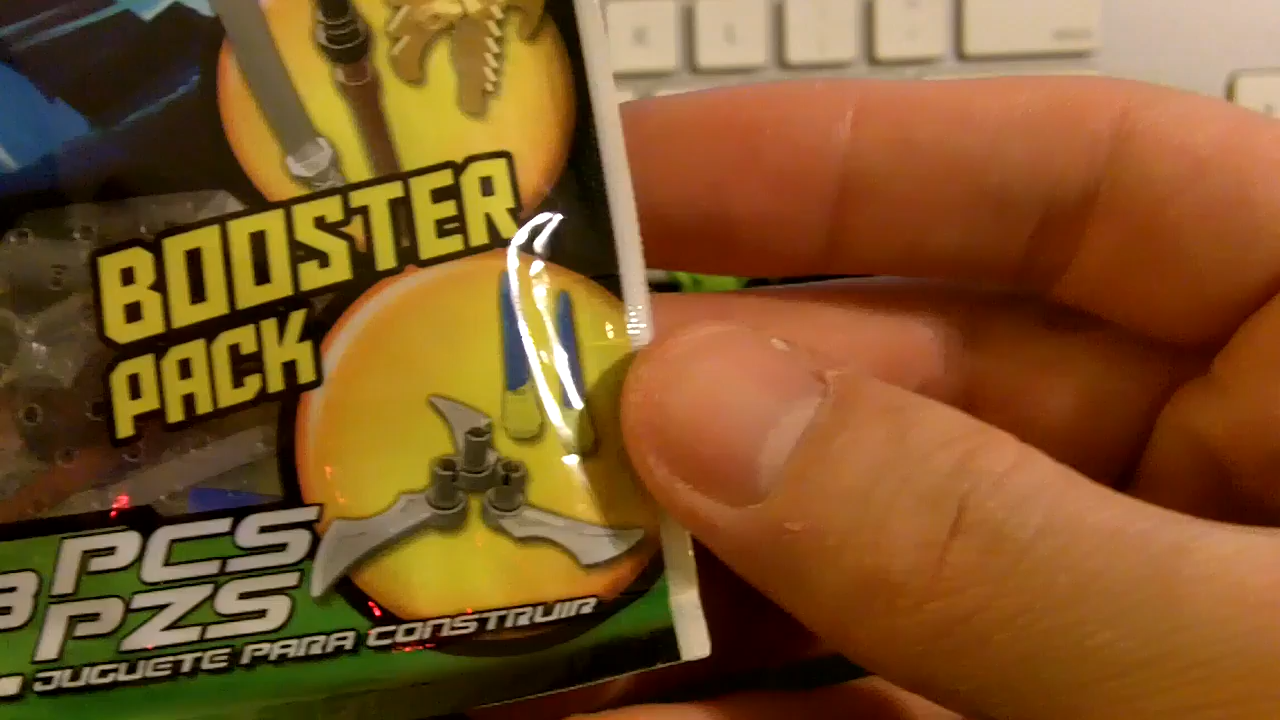 BOOSTER
PACK
PCS
PZS
JUGUETE PARA CONSTRUIR